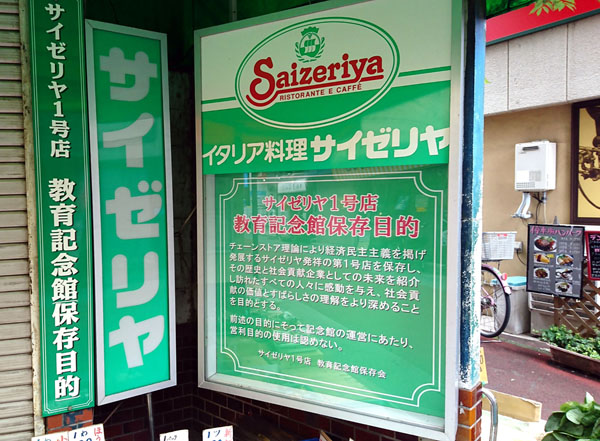 サイゼリヤ1号店 教育記念館保存目的
サイゼリヤ
Saizeriya
RISTORANTE E CAFFÈ
イタリア料理 サイゼリヤ
サイゼリヤ1号店
教育記念館保存目的
チェーンストア理論により経済民主主義を掲げ
発展するサイゼリヤ発祥の第1号店を保存し、
その歴史と社会貢献企業としての未来を紹介
し訪れたすべての人々に感動を与え、社会貢
献の価値とすばらしさの理解をより深めること
を目的とする。
前述の目的にそって記念館の運営にあたり、
営利目的の使用は認めない。
サイゼリヤ1号店 教育記念館保存会